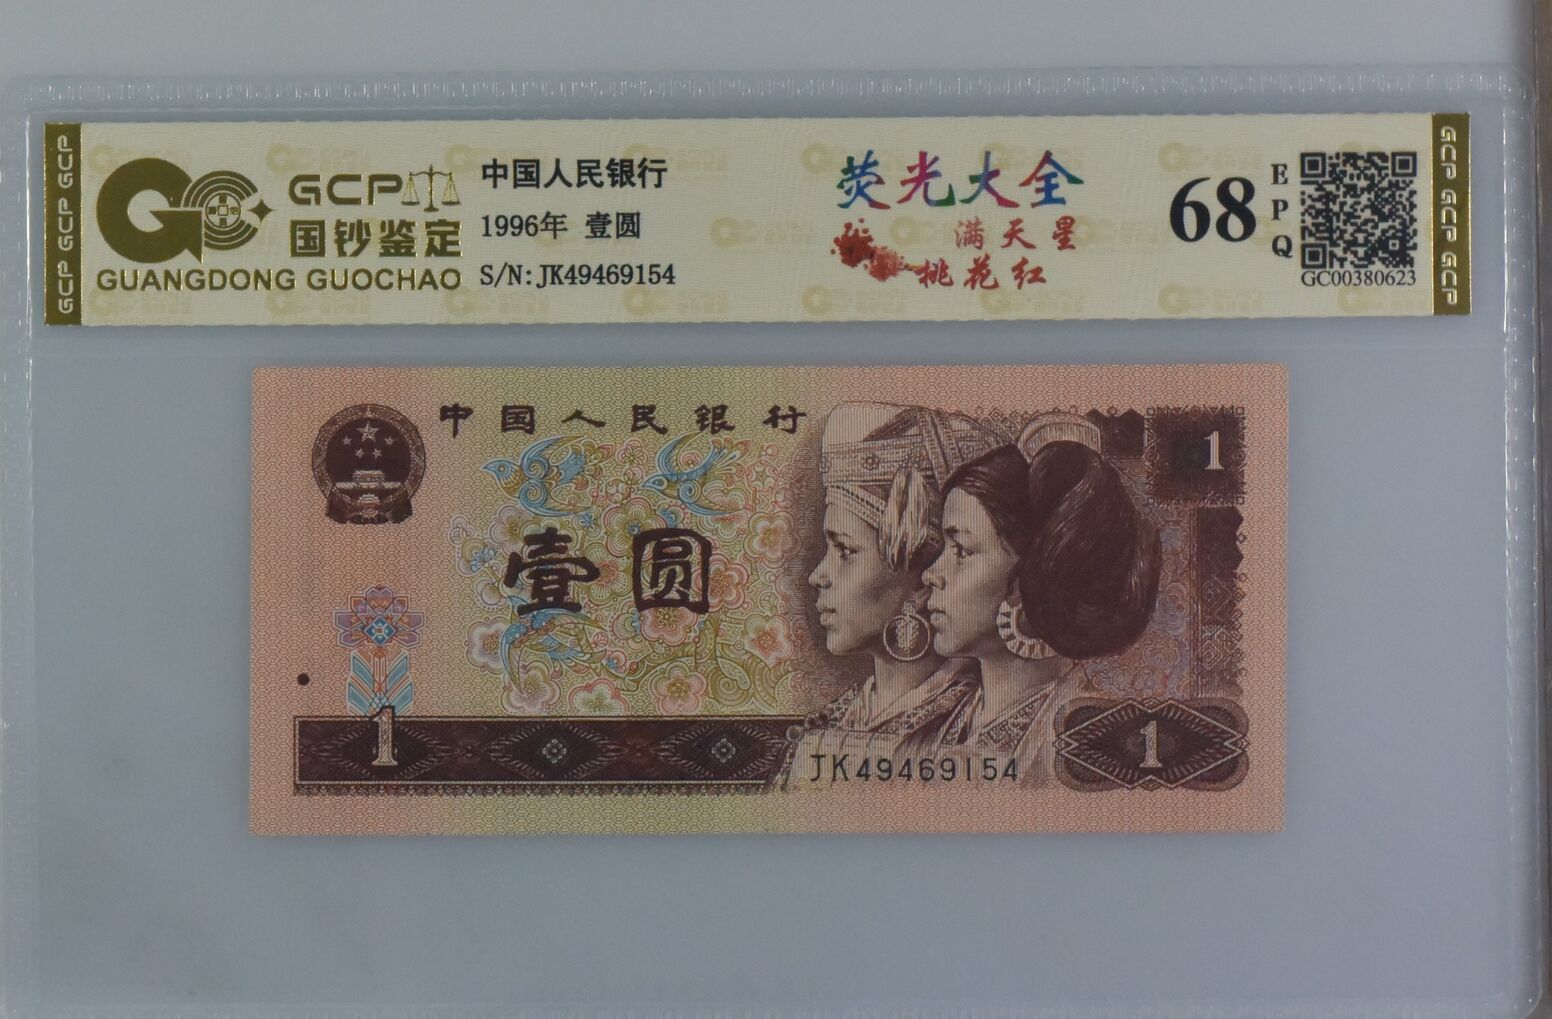 GCP
国钞鉴定
GUANGDONG GUOCHAO
中国人民银行
1996年 壹圆
S/N:JK49469154
荧光大全
满天星
桃花红
68
EPQ
GC00380623
GCP GCP GCP
GCP GCP GCP
中国人民银行
1
壹圆
1
JK49469154
1